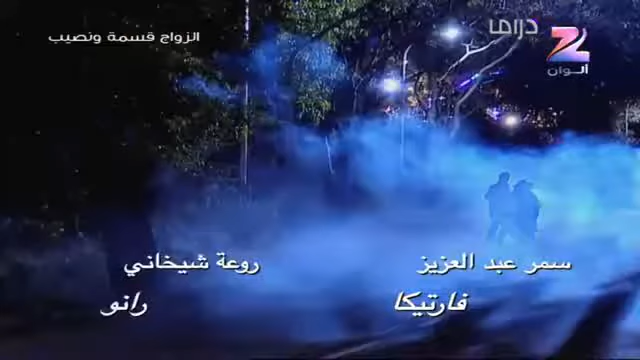 الزواج قسمة ونصيب
دراما
ألوان
سمر عبد العزيز
روعة شيخاني
فارتيكا
رانو